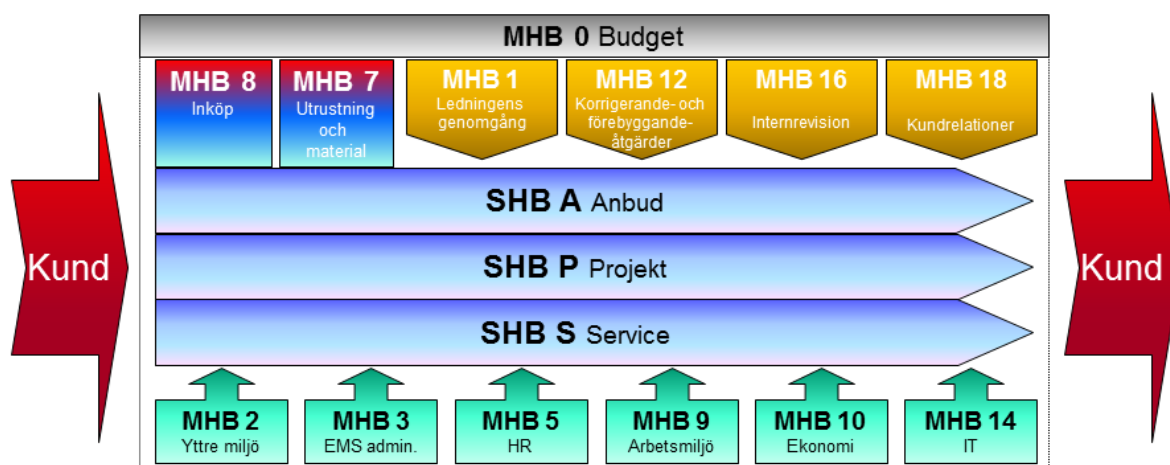 MHB 0 Budget
MHB 8
Inköp
MHB 7
Utrustning
och
material
MHB 1
Ledningens
genomgång
MHB 12
Korrigerande- och
förebyggande-
åtgärder
MHB 16
Internrevision
MHB 18
Kundrelationer
Kund
SHB A Anbud
SHB P Projekt
SHB S Service
Kund
MHB 2
Yttre miljö
MHB 3
EMS admin.
MHB 5
HR
MHB 9
Arbetsmiljö
MHB 10
Ekonomi
MHB 14
IT